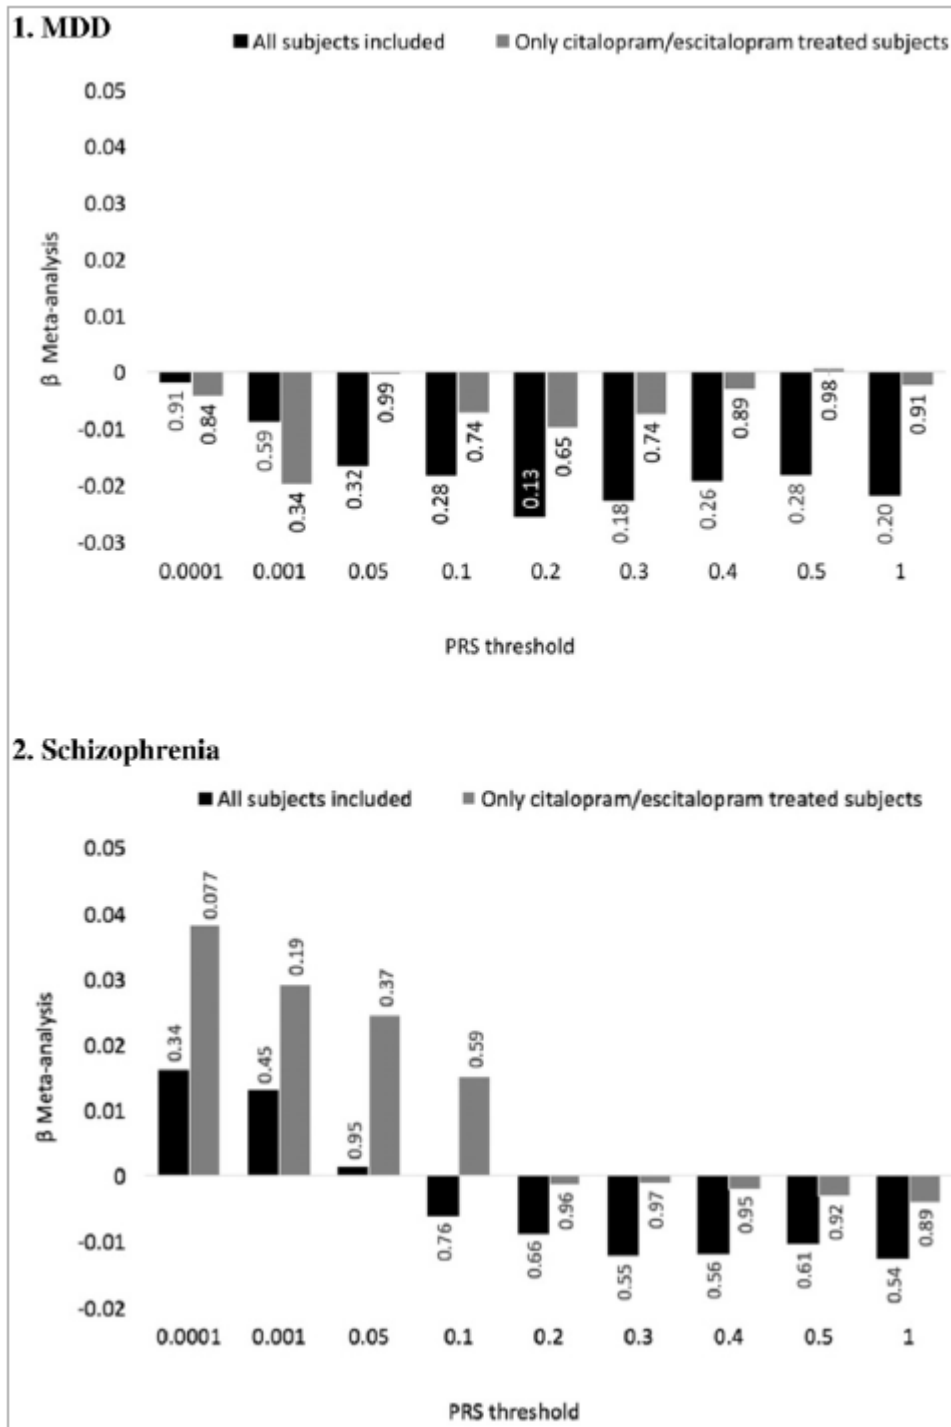 1. MDD
All subjects included Only citalopram/escitalopram treated subjects
0.05
0.04
0.03
0.02
0.01
0
-0.01
-0.02
-0.03
β Meta-analysis
0.91 0.84 0.59 0.34 0.32 0.99 0.28 0.74 0.13 0.65 0.18 0.74 0.26 0.89 0.28 0.98 0.20 0.91
0.0001 0.001 0.05 0.1 0.2 0.3 0.4 0.5 1
PRS threshold
2. Schizophrenia
All subjects included Only citalopram/escitalopram treated subjects
0.05
0.04
0.03
0.02
0.01
0
-0.01
-0.02
β Meta-analysis
0.34 0.077 0.45 0.19 0.95 0.37 0.76 0.59 0.66 0.96 0.55 0.97 0.56 0.95 0.61 0.92 0.54 0.89
0.0001 0.001 0.05 0.1 0.2 0.3 0.4 0.5 1
PRS threshold